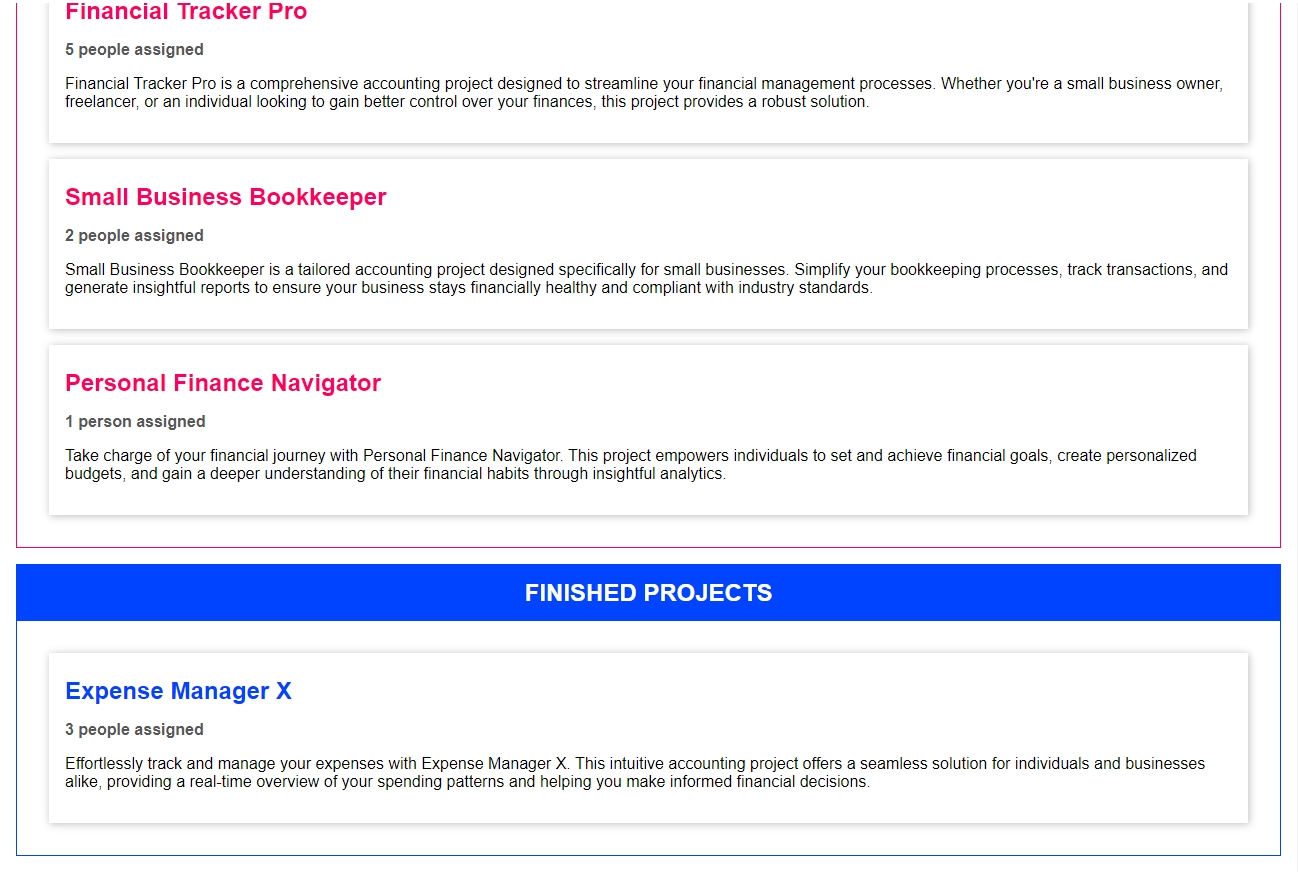 Financial Tracker Pro
5 people assigned
Financial Tracker Pro is a comprehensive accounting project designed to streamline your financial management processes. Whether you're a small business owner,
freelancer, or an individual looking to gain better control over your finances, this project provides a robust solution.
Small Business Bookkeeper
2 people assigned
Small Business Bookkeeper is a tailored accounting project designed specifically for small businesses. Simplify your bookkeeping processes, track transactions, and
generate insightful reports to ensure your business stays financially healthy and compliant with industry standards.
Personal Finance Navigator
1 person assigned
Take charge of your financial journey with Personal Finance Navigator. This project empowers individuals to set and achieve financial goals, create personalized
budgets, and gain a deeper understanding of their financial habits through insightful analytics.
FINISHED PROJECTS
Expense Manager X
3 people assigned
Effortlessly track and manage your expenses with Expense Manager X. This intuitive accounting project offers a seamless solution for individuals and businesses
alike, providing a real-time overview of your spending patterns and helping you make informed financial decisions.